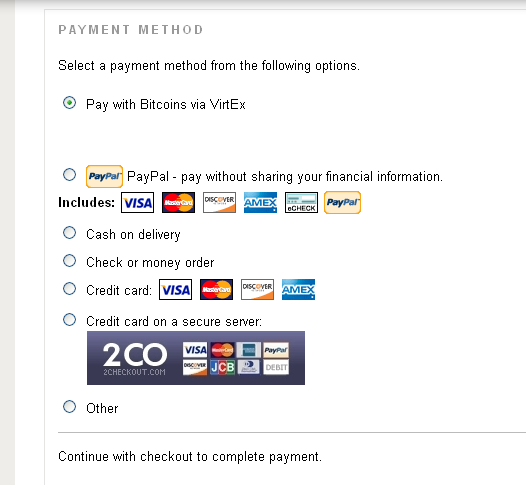 PAYMENT METHOD
Select a payment method from the following options.
Pay with Bitcoins via VirtEx
PayPal PayPal - pay without sharing your financial information.
Includes: VISA MasterCard DISCOVER AMEX eCHECK PayPal
Cash on delivery
Check or money order
Credit card: VISA MasterCard DISCOVER AMEX
Credit card on a secure server:
2CO VISA MasterCard PayPal
2CHECKOUT.COM DISCOVER JCB DEBIT
Other
Continue with checkout to complete payment.